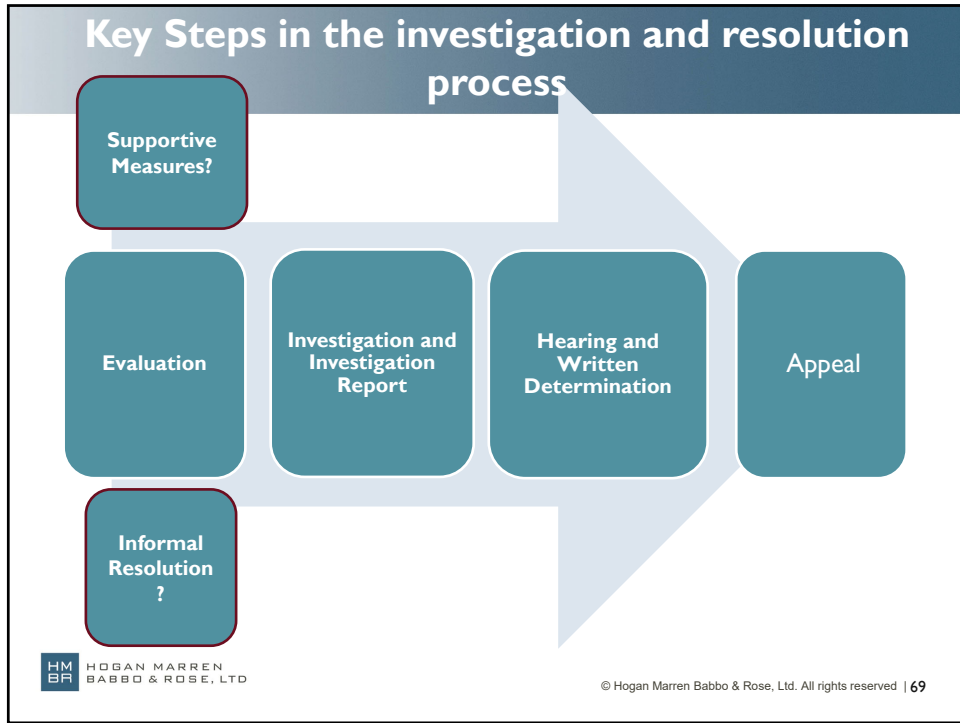 Key Steps in the investigation and resolution
process
Supportive
Measures?
Evaluation
Investigation and
Investigation
Report
Hearing and
Written
Determination
Appeal
Informal
Resolution
?
HM
BR
HOGAN MARREN
BABBO & ROSE, LTD
© Hogan Marren Babbo & Rose, Ltd. All rights reserved | 69